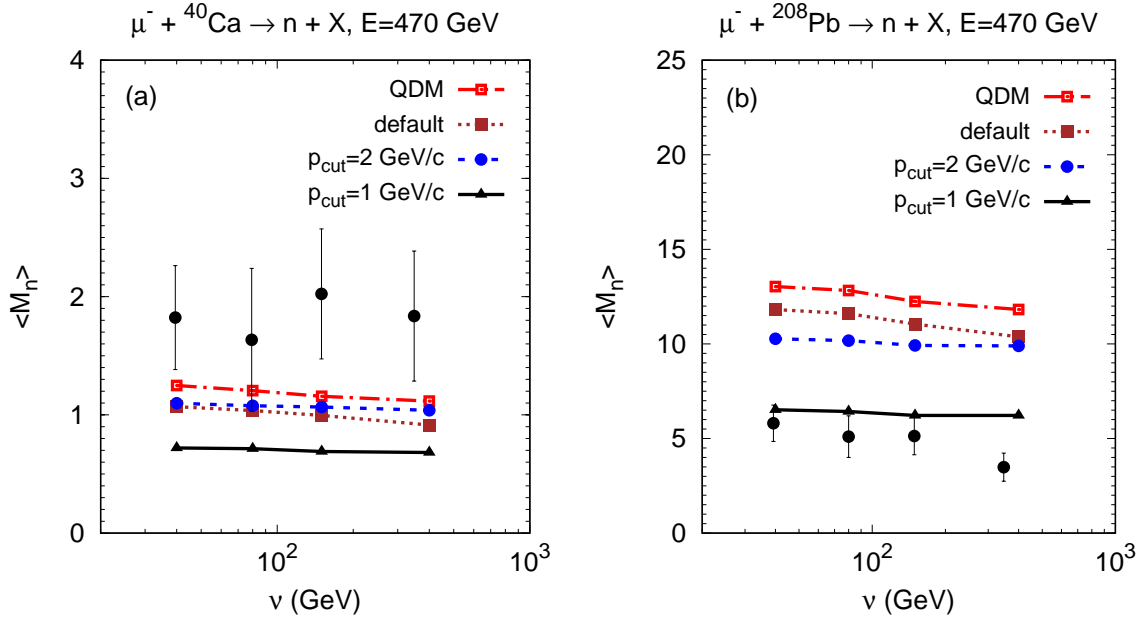 μ⁻ + ⁴⁰Ca → n + X, E=470 GeV
(a)
QDM
default
p_cut=2 GeV/c
p_cut=1 GeV/c
4
3
2
1
0
<M_n>
10²
10³
ν (GeV)
μ⁻ + ²⁰⁸Pb → n + X, E=470 GeV
(b)
QDM
default
p_cut=2 GeV/c
p_cut=1 GeV/c
25
20
15
10
5
0
<M_n>
10²
10³
ν (GeV)